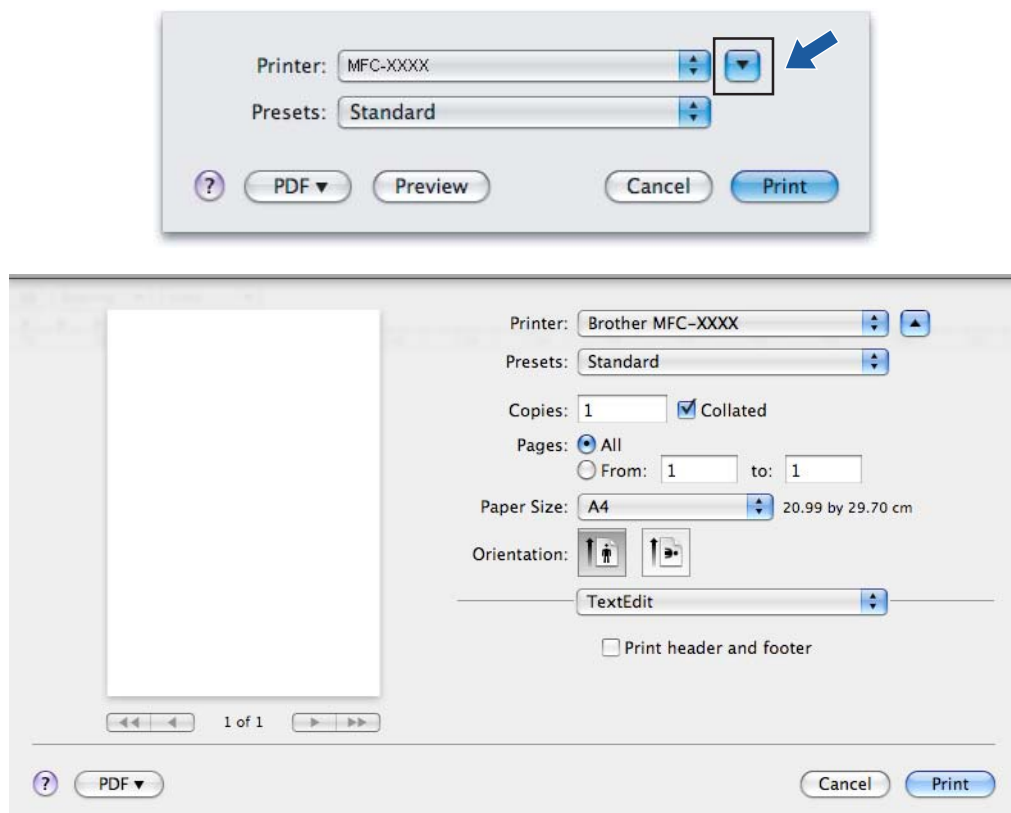 Printer: MFC-XXXX
Presets: Standard
? PDF ▼ Preview Cancel Print
Printer: Brother MFC-XXXX
Presets: Standard
Copies: 1 Collated
Pages: All
From: 1 to: 1
Paper Size: A4 20.99 by 29.70 cm
Orientation:
TextEdit
Print header and footer
1 of 1
? PDF ▼ Cancel Print